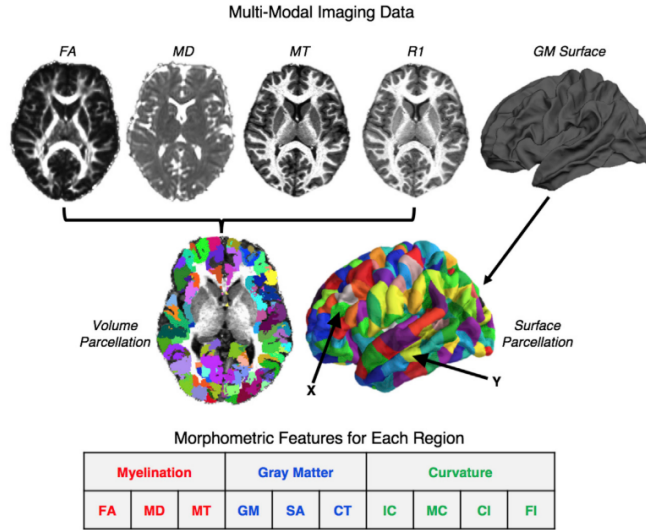 Multi-Modal Imaging Data
FA MD MT R1 GM Surface
Volume
Parcellation
Surface
Parcellation
X
Y
Morphometric Features for Each Region
Myelination Gray Matter Curvature
FA MD MT GM SA CT IC MC CI FI